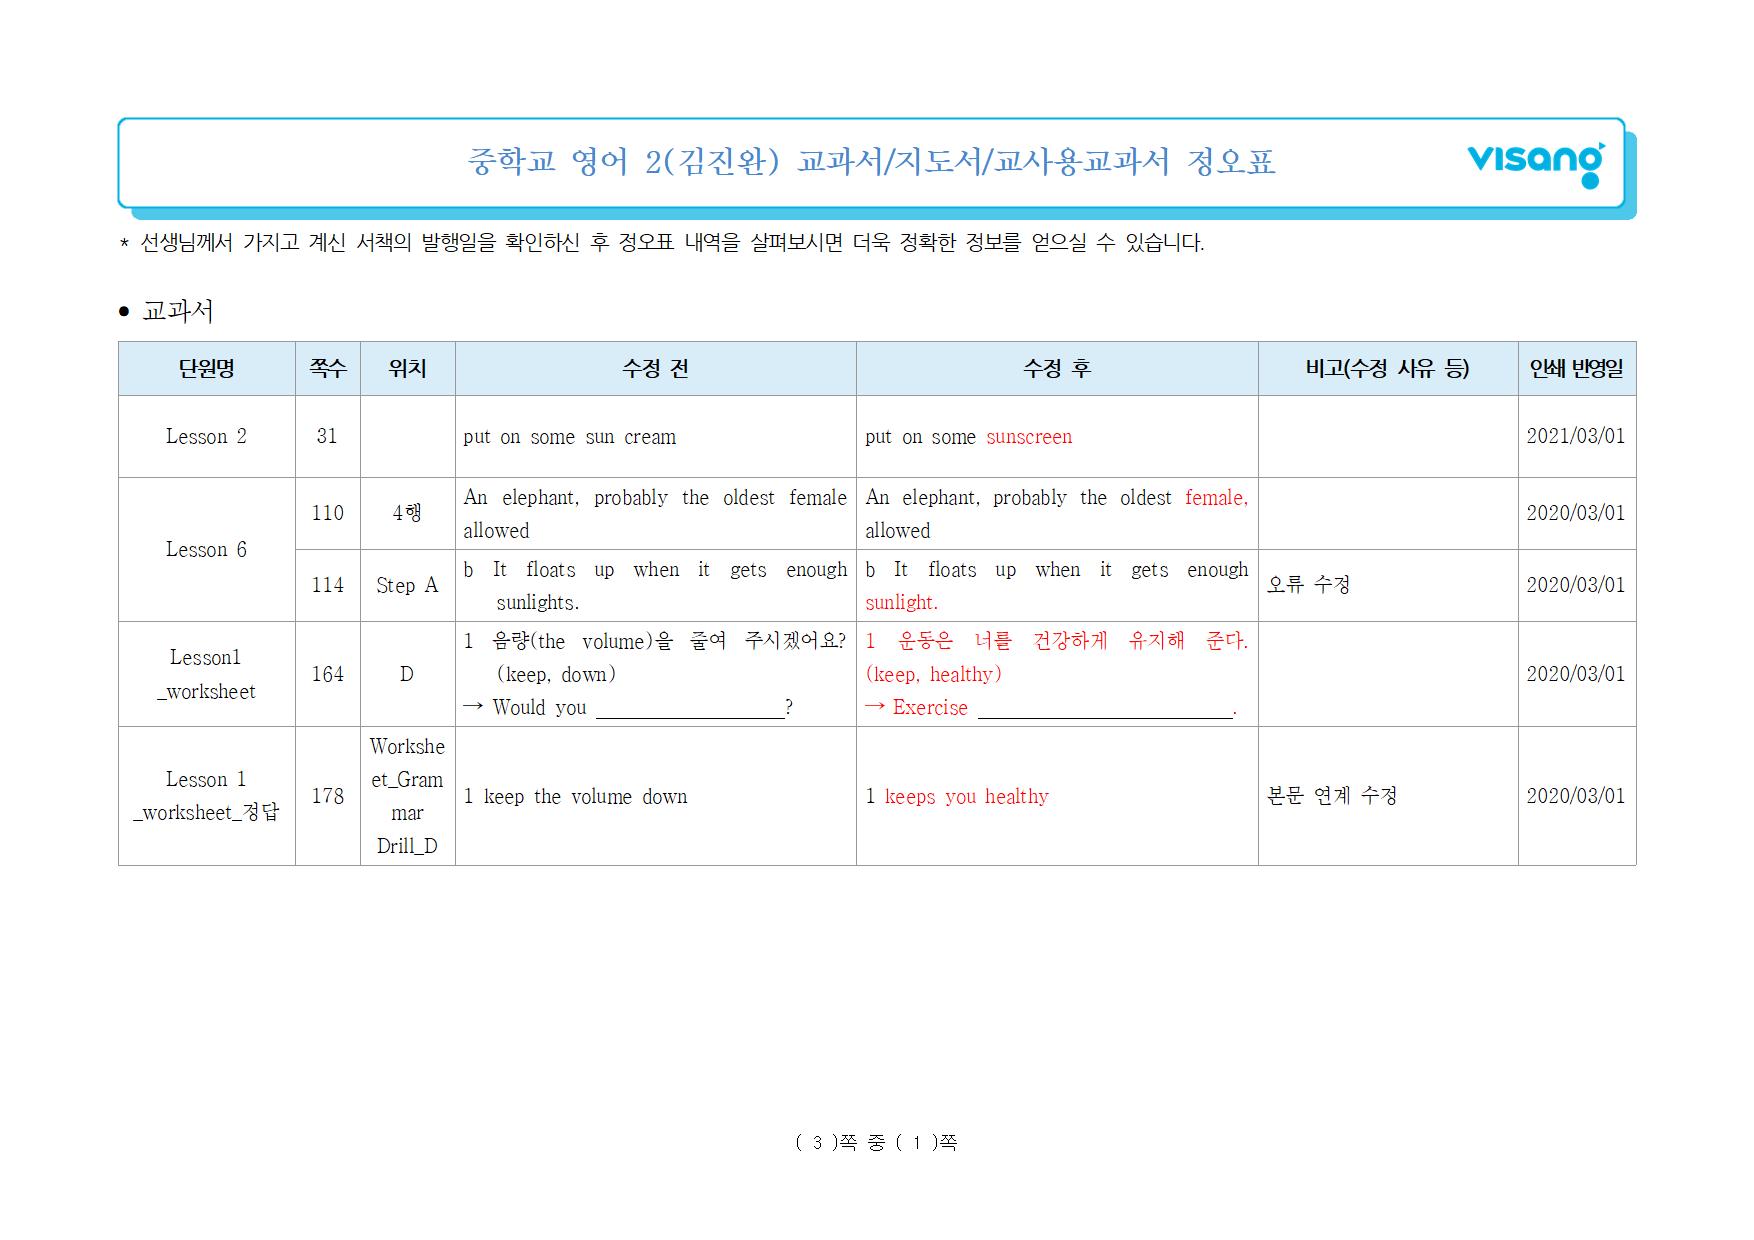 중학교 영어 2(김진완) 교과서/지도서/교사용교과서 정오표
visang
* 선생님께서 가지고 계신 서책의 발행일을 확인하신 후 정오표 내역을 살펴보시면 더욱 정확한 정보를 얻으실 수 있습니다.
• 교과서
단원명 쪽수 위치 수정 전 수정 후 비고(수정 사유 등) 인쇄 반영일
Lesson 2 31 put on some sun cream put on some sunscreen 2021/03/01
Lesson 6
110 4행
An elephant, probably the oldest female
allowed
An elephant, probably the oldest female,
allowed
2020/03/01
114 Step A
b It floats up when it gets enough
sunlights.
b It floats up when it gets enough
sunlight.
오류 수정 2020/03/01
Lesson1
_worksheet
164 D
1 음량(the volume)을 줄여 주시겠어요?
(keep, down)
→ Would you ____________?
1 운동은 너를 건강하게 유지해 준다.
(keep, healthy)
→ Exercise ________________.
2020/03/01
Lesson 1
_worksheet_정답
178
Workshe
et_Gram
mar
Drill_D
1 keep the volume down
1 keeps you healthy
본문 연계 수정 2020/03/01
( 3 )쪽 중 ( 1 )쪽